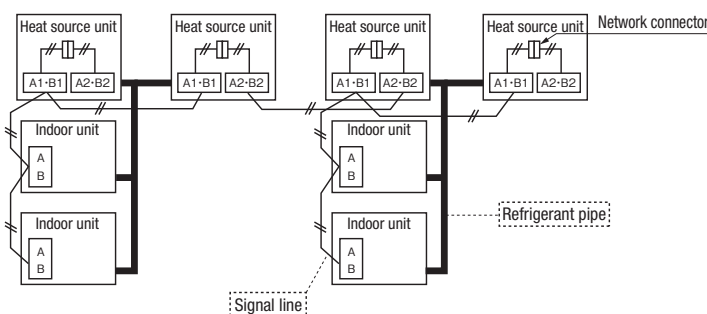 Heat source unit Heat source unit Heat source unit Heat source unit Network connector
A1·B1 A2·B2 A1·B1 A2·B2 A1·B1 A2·B2 A1·B1 A2·B2
Indoor unit Indoor unit
A A
B B
Indoor unit Indoor unit
Refrigerant pipe
A A
B B
Signal line